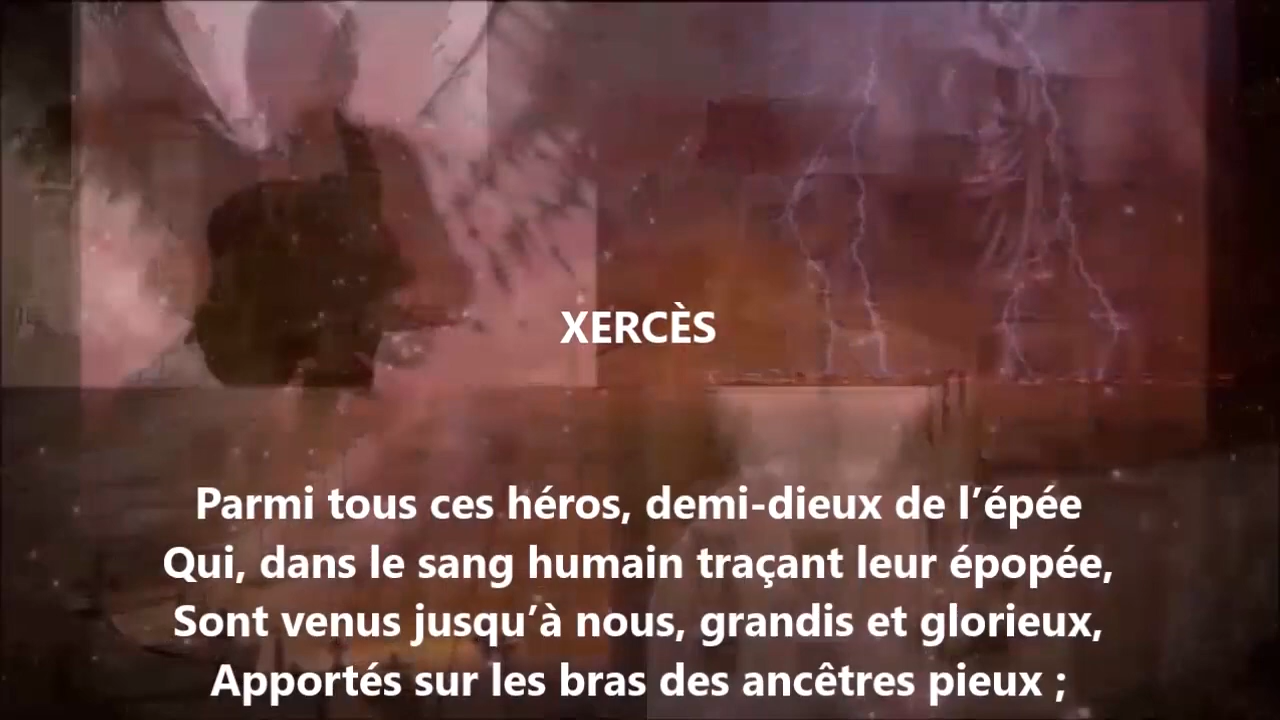 XERCÈS
Parmi tous ces héros, demi-dieux de l’épée
Qui, dans le sang humain traçant leur épopée,
Sont venus jusqu’à nous, grandis et glorieux,
Apportés sur les bras des ancêtres pieux ;